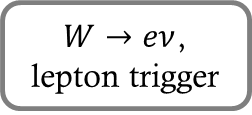 W → eν,
lepton trigger